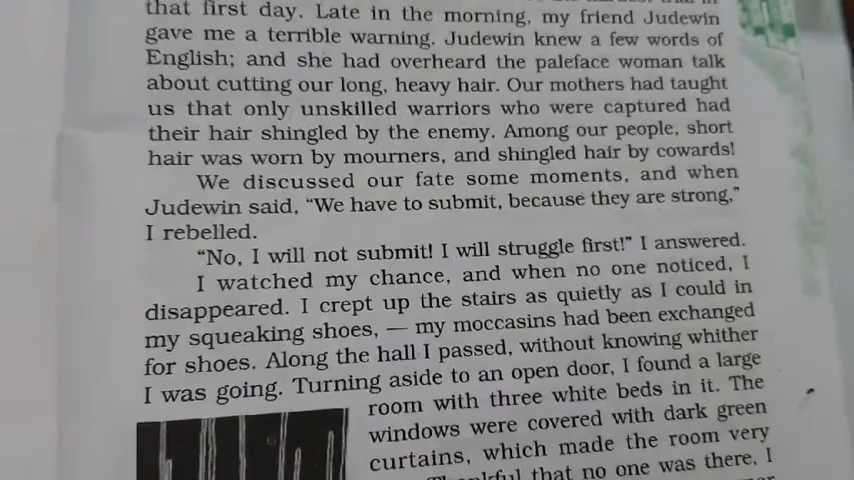 that first day. Late in the morning, my friend Judewin
gave me a terrible warning. Judewin knew a few words of
English; and she had overheard the paleface woman talk
about cutting our long, heavy hair. Our mothers had taught
us that only unskilled warriors who were captured had
their hair shingled by the enemy. Among our people, short
hair was worn by mourners, and shingled hair by cowards!
We discussed our fate some moments, and when
Judewin said, “We have to submit, because they are strong,”
I rebelled.
“No, I will not submit! I will struggle first!” I answered.
I watched my chance, and when no one noticed, I
disappeared. I crept up the stairs as quietly as I could in
my squeaking shoes, — my moccasins had been exchanged
for shoes. Along the hall I passed, without knowing whither
I was going. Turning aside to an open door, I found a large
room with three white beds in it. The
windows were covered with dark green
curtains, which made the room very
that no one was there, I